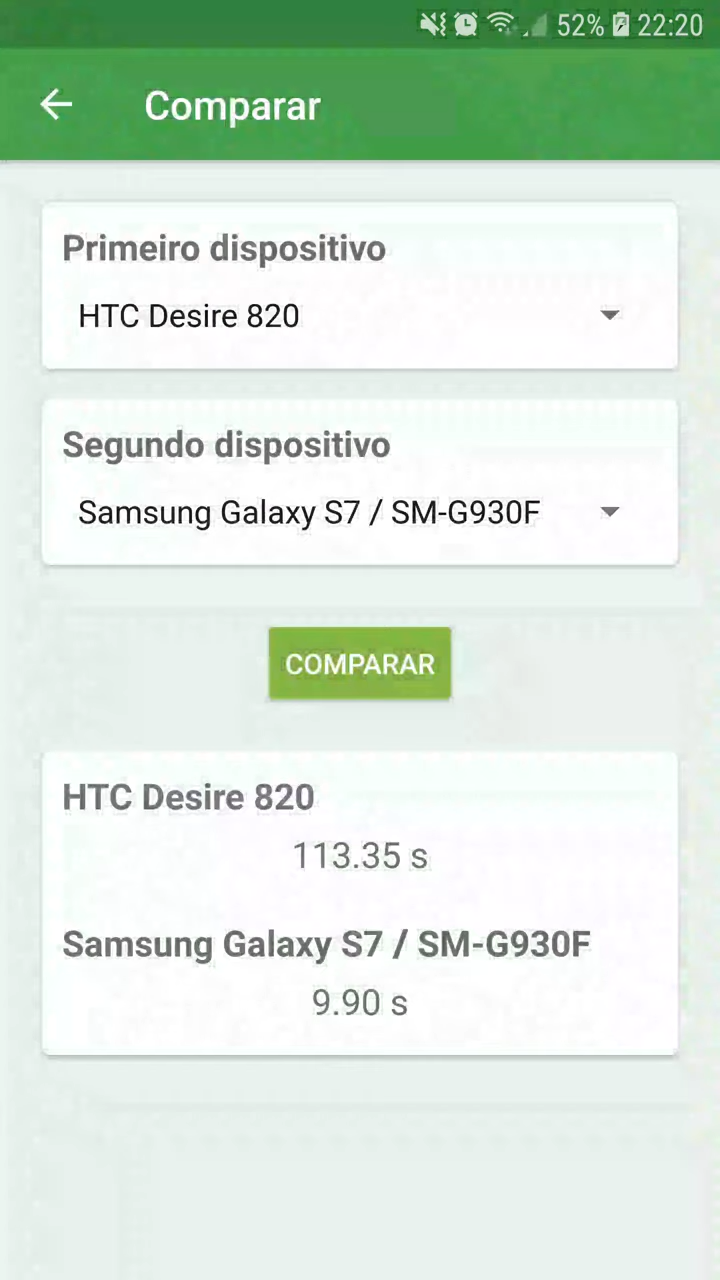 52% 22:20
Comparar
Primeiro dispositivo
HTC Desire 820
Segundo dispositivo
Samsung Galaxy S7 / SM-G930F
COMPARAR
HTC Desire 820
113.35 s
Samsung Galaxy S7 / SM-G930F
9.90 s